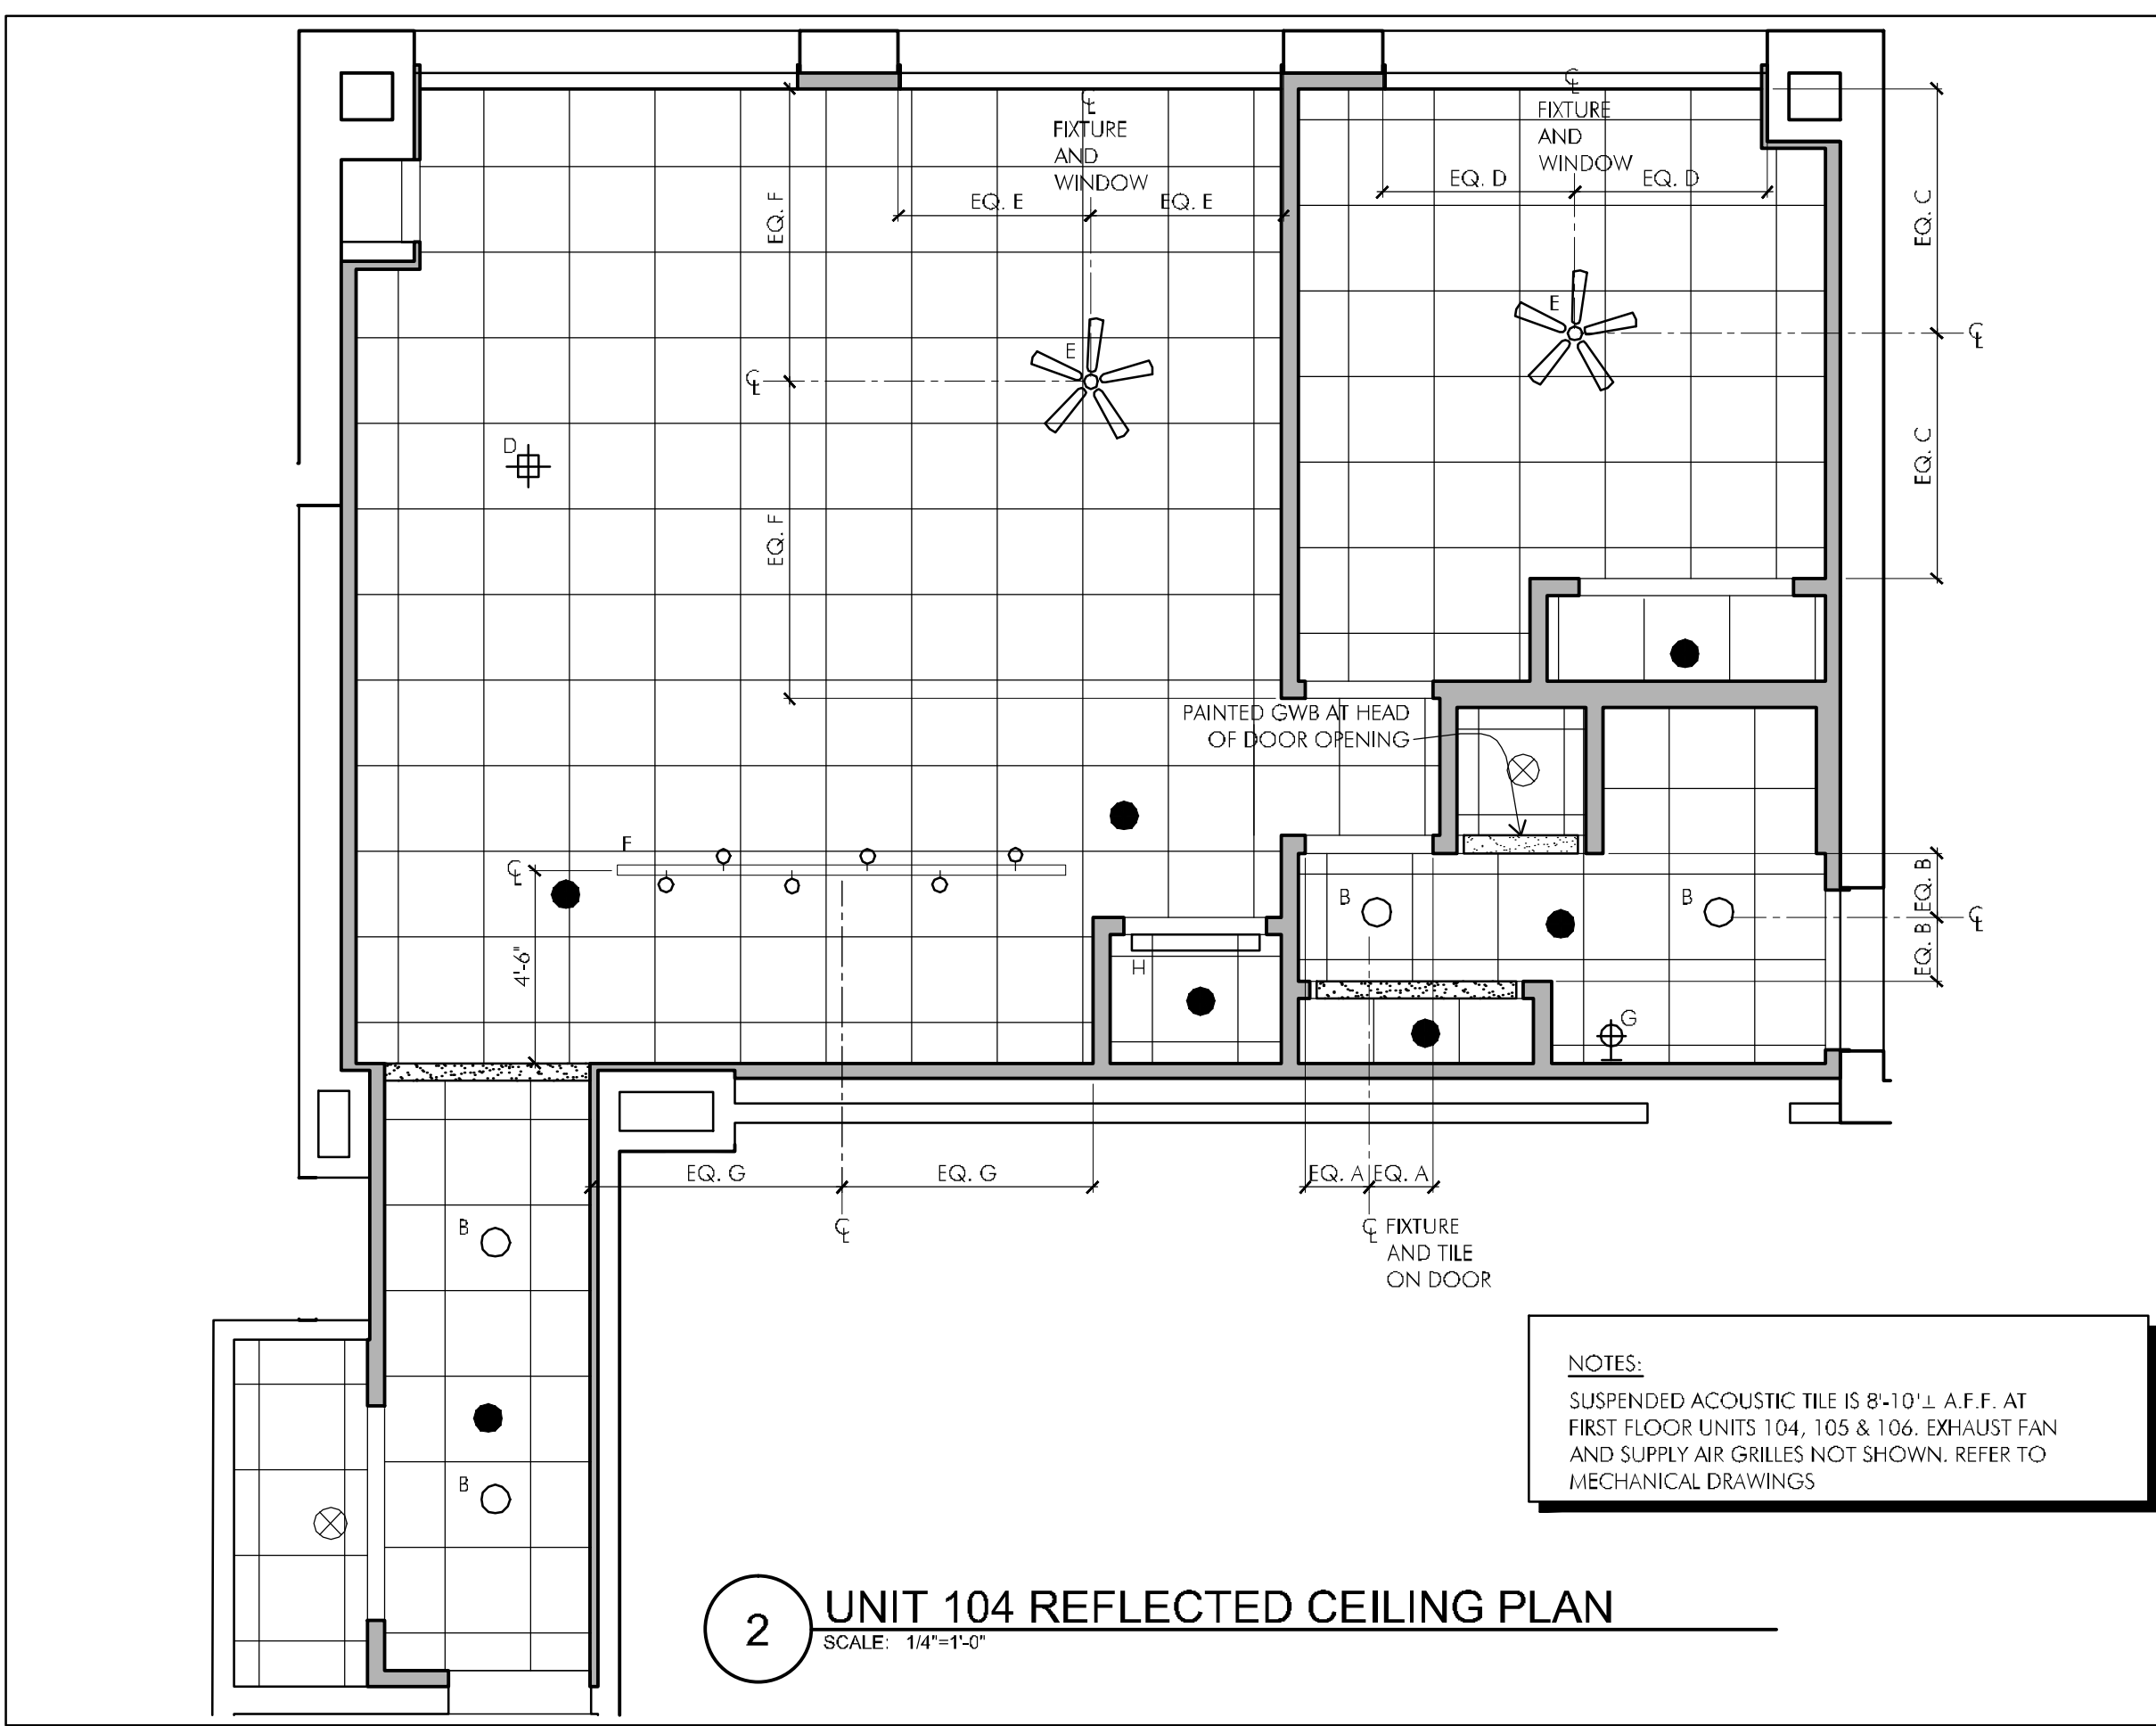 ℄
FIXTURE
AND
WINDOW
℄
FIXTURE
AND
WINDOW
EQ. D
EQ. D
EQ. E
EQ. E
EQ. F
EQ. C
E
E
℄
℄
D
EQ. C
EQ. F
PAINTED GWB AT HEAD
OF DOOR OPENING
F
℄
B
B
EQ. B
℄
EQ. B
4'-6"
H
G
EQ. G
EQ. G
EQ. A
EQ. A
℄
℄ FIXTURE
AND TILE
ON DOOR
B
B
NOTES:
SUSPENDED ACOUSTIC TILE IS 8'-10"± A.F.F. AT
FIRST FLOOR UNITS 104, 105 & 106. EXHAUST FAN
AND SUPPLY AIR GRILLES NOT SHOWN. REFER TO
MECHANICAL DRAWINGS
2
UNIT 104 REFLECTED CEILING PLAN
SCALE: 1/4"=1'-0"